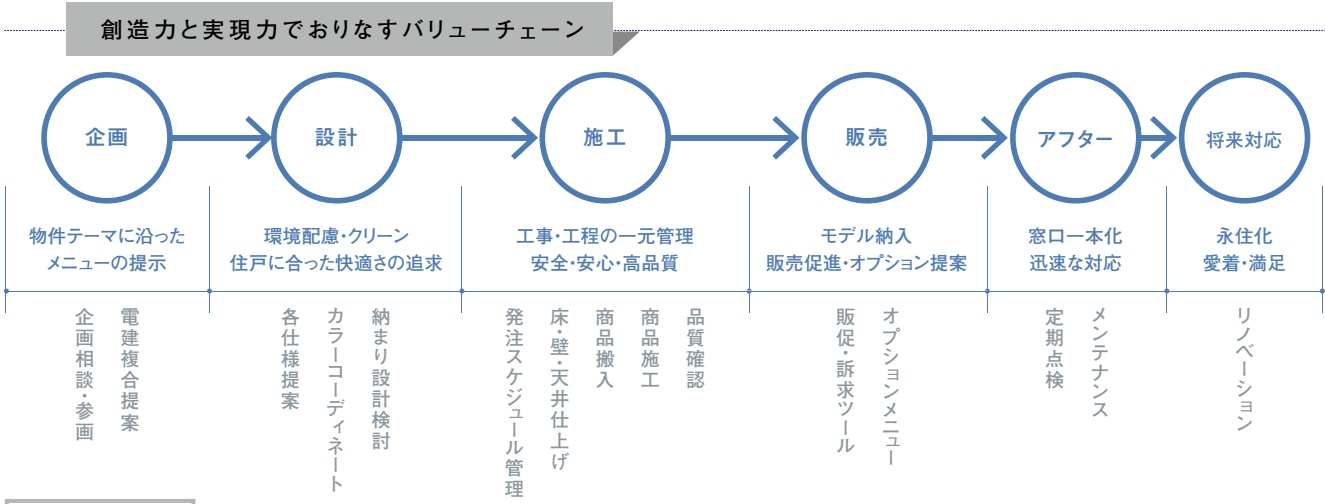 創造力と実現力でおりなすバリューチェーン
企画
設計
施工
販売
アフター
将来対応
物件テーマに沿った
メニューの提示
環境配慮・クリーン
住戸に合った快適さの追求
工事・工程の一元管理
安全・安心・高品質
モデル納入
販売促進・オプション提案
窓口一本化
迅速な対応
永住化
愛着・満足
企画相談・参画
電建複合提案
各仕様提案
カラーコーディネート
納まり設計検討
発注スケジュール管理
床・壁・天井仕上げ
商品搬入
商品施工
品質確認
販促・訴求ツール
オプションメニュー
定期点検
メンテナンス
リノベーション